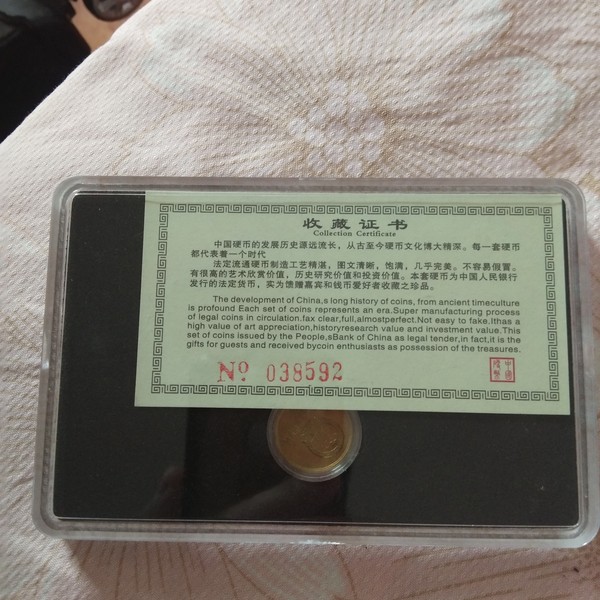 收藏证书
Collection Certificate
中国硬币的发展历史源远流长，从古至今硬币文化博大精深。每一套硬币
都代表着一个时代
法定流通硬币制造工艺精湛，图文清晰，饱满，几乎完美。不容易假冒。
有很高的艺术欣赏价值，历史研究价值和投资价值。本套硬币为中国人民银行
发行的法定货币，实为馈赠嘉宾和钱币爱好者收藏之珍品。
The development of China,s long history of coins, from ancient timeculture
is profound Each set of coins represents an era.Super manufacturing process
of legal coins in circulation.fax clear,full,almostperfect.Not easy to fake.Ithas a
high value of art appreciation,historyresearch value and investment value.This
set of coins issued by the People,sBank of China as legal tender,in fact,it is the
gifts for guests and received bycoin enthusiasts as possession of the treasures.
Nº 038592